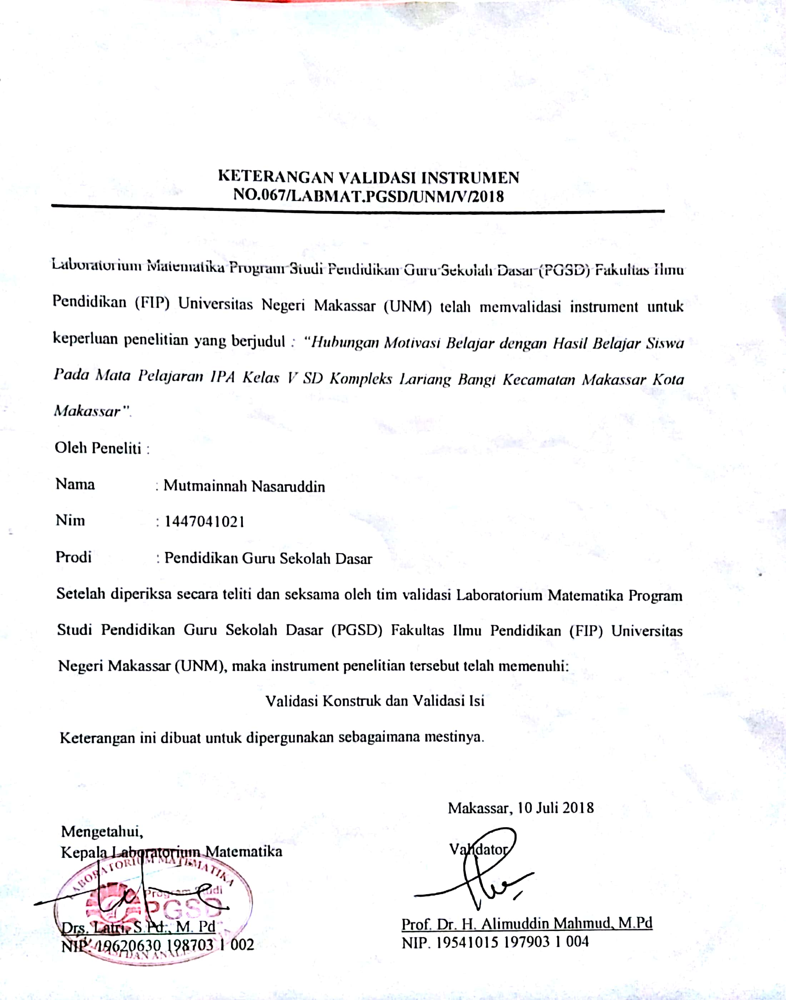 KETERANGAN VALIDASI INSTRUMEN
NO.067/LABMAT.PGSD/UNM/V/2018
Laboratorium Matematika Program Studi Pendidikan Guru Sekolah Dasar (PGSD) Fakultas Ilmu
Pendidikan (FIP) Universitas Negeri Makassar (UNM) telah memvalidasi instrument untuk
keperluan penelitian yang berjudul : “Hubungan Motivasi Belajar dengan Hasil Belajar Siswa
Pada Mata Pelajaran IPA Kelas V SD Kompleks Lariang Bangi Kecamatan Makassar Kota
Makassar”.
Oleh Peneliti :
Nama : Mutmainnah Nasaruddin
Nim : 1447041021
Prodi : Pendidikan Guru Sekolah Dasar
Setelah diperiksa secara teliti dan seksama oleh tim validasi Laboratorium Matematika Program
Studi Pendidikan Guru Sekolah Dasar (PGSD) Fakultas Ilmu Pendidikan (FIP) Universitas
Negeri Makassar (UNM), maka instrument penelitian tersebut telah memenuhi:
Validasi Konstruk dan Validasi Isi
Keterangan ini dibuat untuk dipergunakan sebagaimana mestinya.
Makassar, 10 Juli 2018
Mengetahui,
Kepala Laboratorium Matematika
Validator
LABORATORIUM MATEMATIKA
Program Studi
PGSD
Drs. Latri, S.Pd., M. Pd
NIP. 19620630 198703 1 002
DAN
Prof. Dr. H. Alimuddin Mahmud, M.Pd
NIP. 19541015 197903 1 004